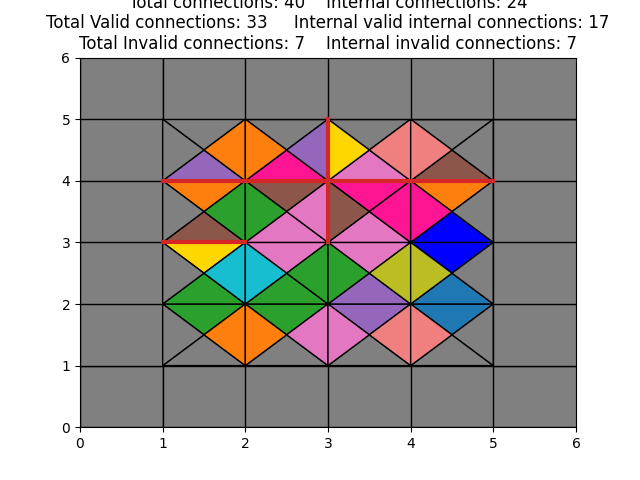 Total connections: 40    Internal connections: 24
Total Valid connections: 33     Internal valid internal connections: 17
Total Invalid connections: 7    Internal invalid connections: 7
6
5
4
3
2
1
0
0 1 2 3 4 5 6